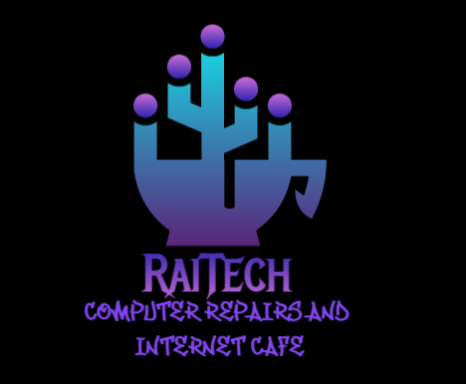 RAITECH
COMPUTER REPAIRS AND
INTERNET CAFE